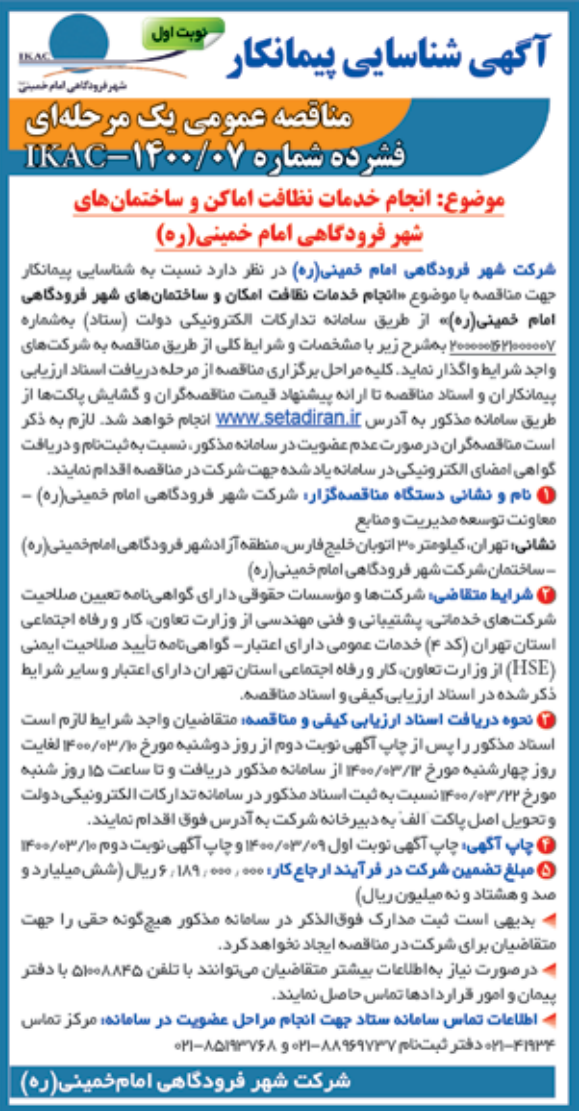 نوبت اول
IKAC
شهر فرودگاهی امام خمینی(ره)
آگهی شناسایی پیمانکار
مناقصه عمومی یک مرحله‌ای
فشرده شماره ۱۴۰۰/۰۷-IKAC
موضوع: انجام خدمات نظافت اماکن و ساختمان‌های
شهر فرودگاهی امام خمینی(ره)
شرکت شهر فرودگاهی امام خمینی(ره) در نظر دارد نسبت به شناسایی پیمانکار
جهت مناقصه با موضوع «انجام خدمات نظافت امکان و ساختمان‌های شهر فرودگاهی
امام خمینی(ره)» از طریق سامانه تدارکات الکترونیکی دولت (ستاد) به‌شماره
به‌شرح زیر با مشخصات و شرایط کلی از طریق مناقصه به شرکت‌های
واجد شرایط واگذار نماید. کلیه مراحل برگزاری مناقصه از مرحله دریافت اسناد ارزیابی
پیمانکاران و اسناد مناقصه تا ارائه پیشنهاد قیمت مناقصه‌گران و گشایش پاکت‌ها از
طریق سامانه مذکور به آدرس www.setadiran.ir انجام خواهد شد. لازم به ذکر
است مناقصه‌گران درصورت عدم عضویت در سامانه مذکور، نسبت به ثبت‌نام و دریافت
گواهی امضای الکترونیکی در سامانه یاد شده جهت شرکت در مناقصه اقدام نمایند.
۱ نام و نشانی دستگاه مناقصه‌گزار: شرکت شهر فرودگاهی امام خمینی(ره) -
معاونت توسعه مدیریت و منابع
نشانی: تهران، کیلومتر ۳۰ اتوبان خلیج‌فارس، منطقه آزادشهر فرودگاهی امام‌خمینی(ره)
-ساختمان شرکت شهر فرودگاهی امام خمینی(ره)
۲ شرایط متقاضی: شرکت‌ها و مؤسسات حقوقی دارای گواهی‌نامه تعیین صلاحیت
شرکت‌های خدماتی، پشتیبانی و فنی مهندسی از وزارت تعاون، کار و رفاه اجتماعی
استان تهران (کد ۴) خدمات عمومی دارای اعتبار- گواهی‌نامه تأیید صلاحیت ایمنی
(HSE) از وزارت تعاون، کار و رفاه اجتماعی استان تهران دارای اعتبار و سایر شرایط
ذکر شده در اسناد ارزیابی کیفی و اسناد مناقصه.
۳ نحوه دریافت اسناد ارزیابی کیفی و مناقصه: متقاضیان واجد شرایط لازم است
اسناد مذکور را پس از چاپ آگهی نوبت دوم از روز دوشنبه مورخ ۱۴۰۰/۰۳/۱۰ لغایت
روز چهارشنبه مورخ ۱۴۰۰/۰۳/۱۲ از سامانه مذکور دریافت و تا ساعت ۱۵ روز شنبه
مورخ ۱۴۰۰/۰۳/۲۲ نسبت به ثبت اسناد مذکور در سامانه تدارکات الکترونیکی دولت
و تحویل اصل پاکت "الف" به دبیرخانه شرکت به آدرس فوق اقدام نمایند.
۴ چاپ آگهی: چاپ آگهی نوبت اول ۱۴۰۰/۰۳/۰۹ و چاپ آگهی نوبت دوم ۱۴۰۰/۰۳/۱۰
۵ مبلغ تضمین شرکت در فرآیند ارجاع کار: ۶٫۱۸۹٫۰۰۰٫۰۰۰ ریال (شش میلیارد و
صد و هشتاد و نه میلیون ریال)
بدیهی است ثبت مدارک فوق‌الذکر در سامانه مذکور هیچ‌گونه حقی را جهت
متقاضیان برای شرکت در مناقصه ایجاد نخواهد کرد.
درصورت نیاز به‌اطلاعات بیشتر متقاضیان می‌توانند با تلفن ۵۱۰۰۸۸۴۵ با دفتر
پیمان و امور قراردادها تماس حاصل نمایند.
اطلاعات تماس سامانه ستاد جهت انجام مراحل عضویت در سامانه: مرکز تماس
۰۲۱-۴۱۹۳۴ دفتر ثبت‌نام ۰۲۱-۸۸۹۶۹۷۳۷ و ۰۲۱-۸۵۱۹۳۷۶۸
شرکت شهر فرودگاهی امام‌خمینی(ره)